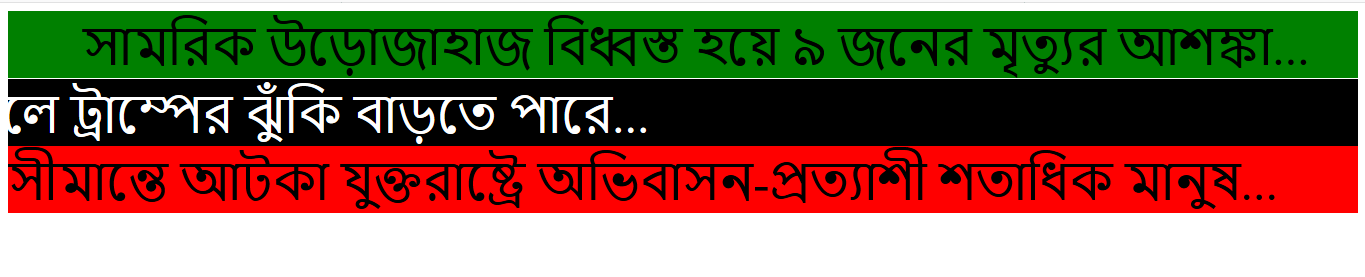 সামরিক উড়োজাহাজ বিধ্বস্ত হয়ে ৯ জনের মৃত্যুর আশঙ্কা...
লে ট্রাম্পের ঝুঁকি বাড়তে পারে...
সীমান্তে আটকা যুক্তরাষ্ট্রে অভিবাসন-প্রত্যাশী শতাধিক মানুষ...